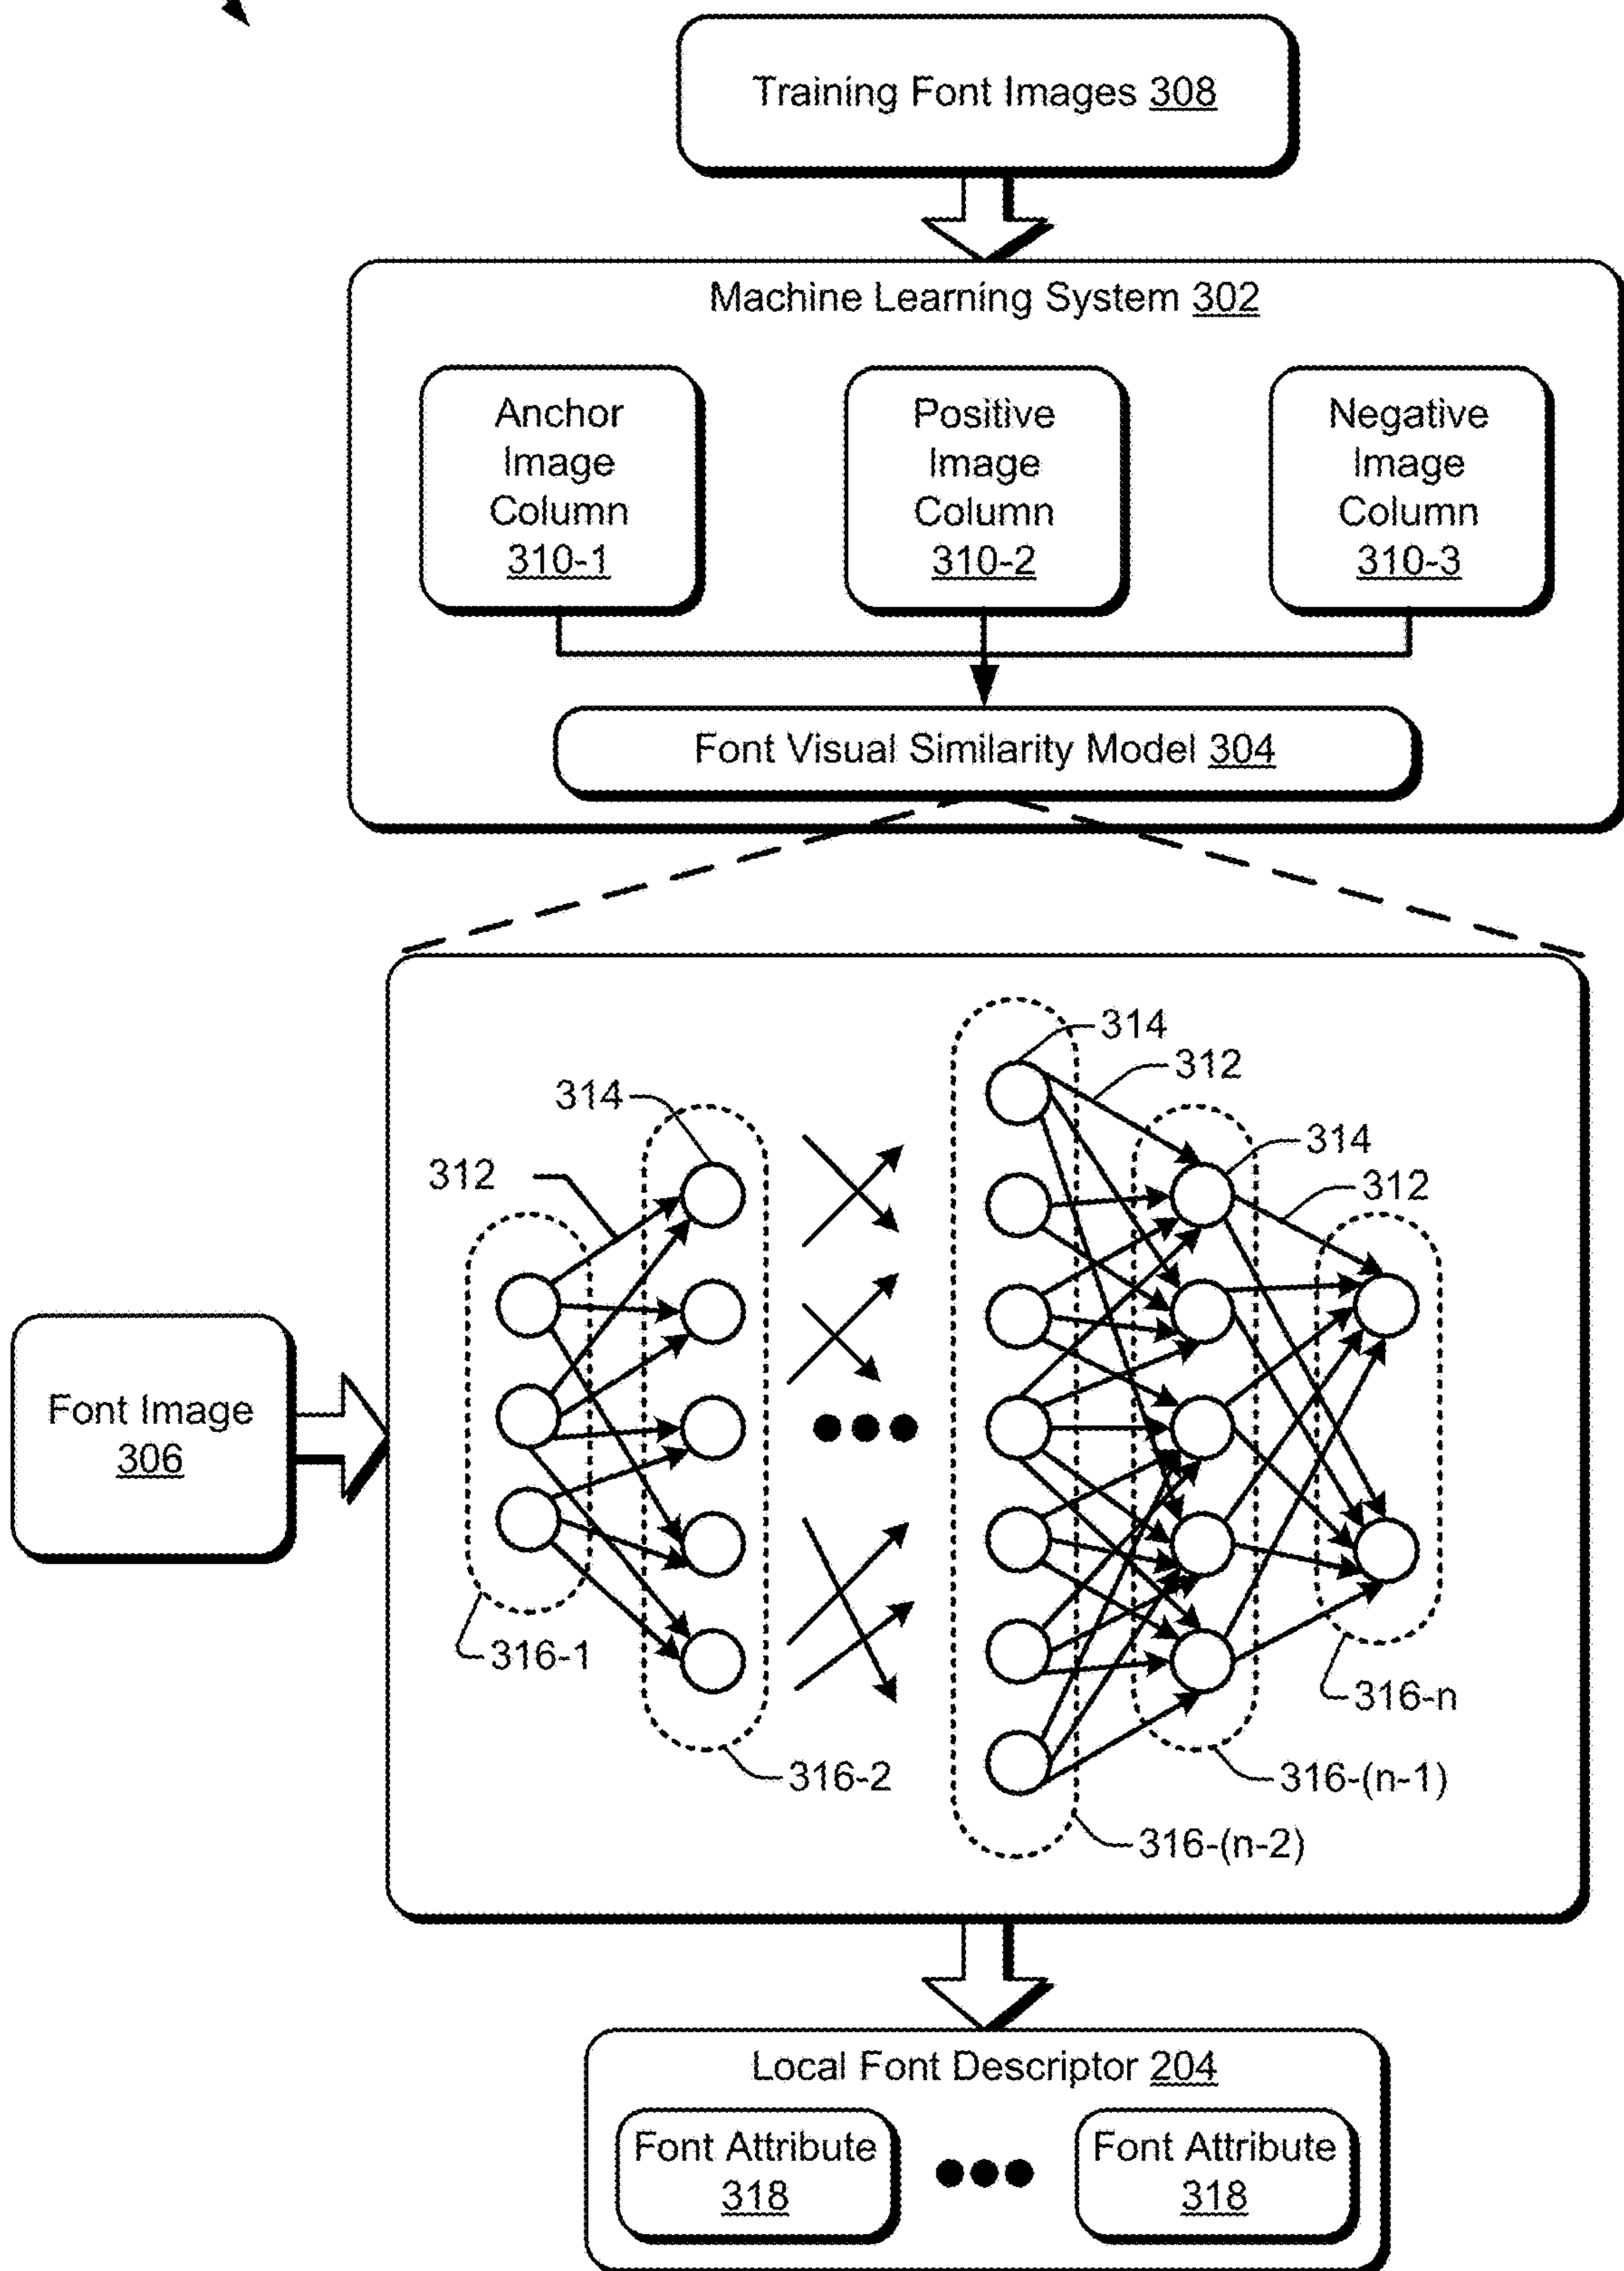 Training Font Images 308
Machine Learning System 302
Anchor
Image
Column
310-1
Positive
Image
Column
310-2
Negative
Image
Column
310-3
Font Visual Similarity Model 304
314
312
314
314
312
312
Font Image
306
316-1
316-n
316-2
316-(n-1)
316-(n-2)
Local Font Descriptor 204
Font Attribute
318
Font Attribute
318